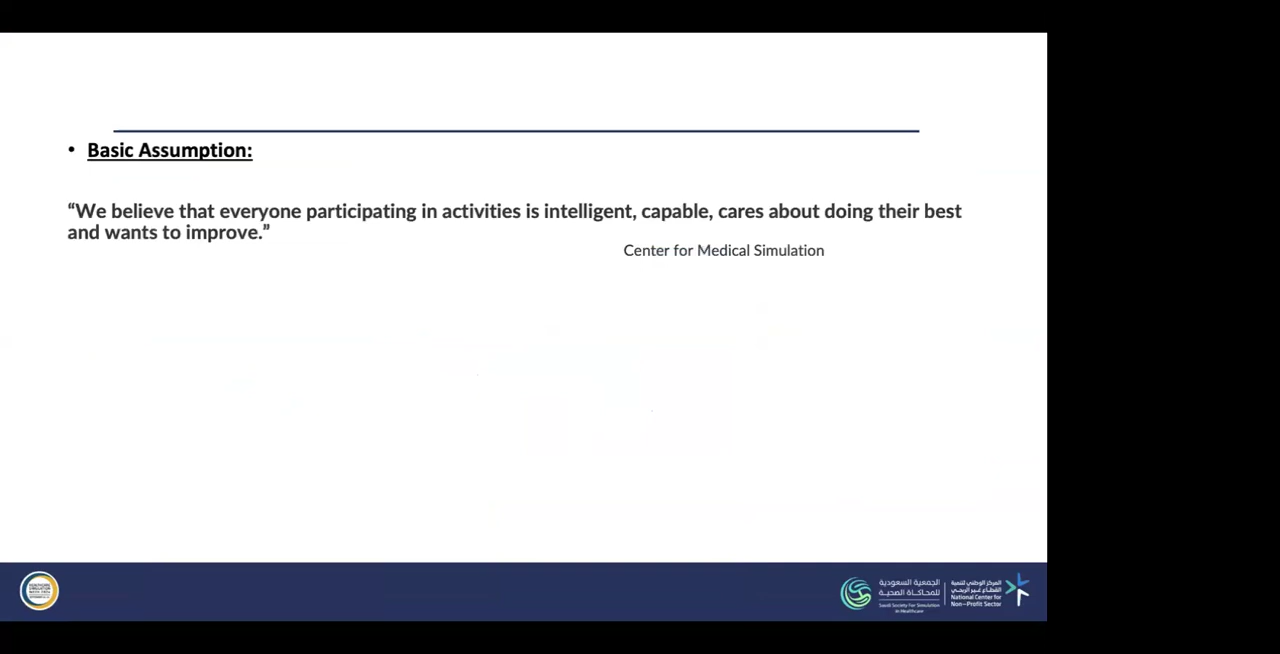 • Basic Assumption:
“We believe that everyone participating in activities is intelligent, capable, cares about doing their best
and wants to improve.”
Center for Medical Simulation
الجمعية السعودية
للمحاكاة الصحية
Saudi Society For Simulation
in Healthcare
المركز الوطني لتنمية
القطاع غير الربحي
National Center for
Non-Profit Sector